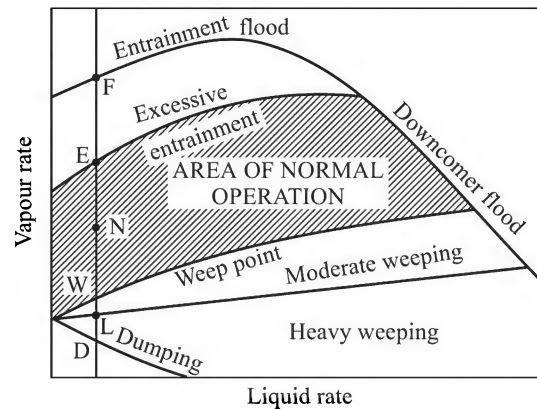 Entrainment flood
F
Excessive
entrainment
E
AREA OF NORMAL
OPERATION
Downcomer flood
N
Weep point
W
Moderate weeping
L
Dumping
Heavy weeping
D
Vapour rate
Liquid rate